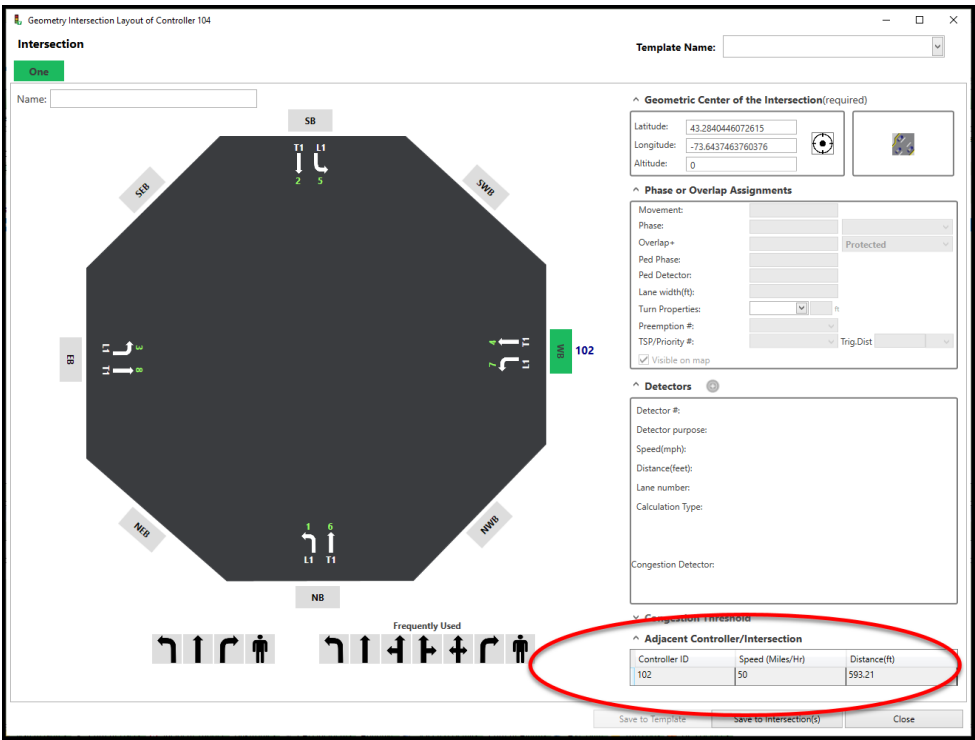 Geometry Intersection Layout of Controller 104
Intersection
Template Name:
One
Name:
SB
T1 L1
2 5
SEB
SWB
EB
L1 3
T1 8
4 T1
7 L1
WB
102
NEB
NWB
1 6
L1 T1
NB
Frequently Used
Geometric Center of the Intersection(required)
Latitude: 43.2840446072615
Longitude: -73.6437463760376
Altitude: 0
Phase or Overlap Assignments
Movement:
Phase:
Overlap+ Protected
Ped Phase:
Ped Detector:
Lane width(ft):
Turn Properties: ft
Preemption #:
TSP/Priority #: Trig.Dist
Visible on map
Detectors
Detector #:
Detector purpose:
Speed(mph):
Distance(feet):
Lane number:
Calculation Type:
Congestion Detector:
Congestion Threshold
Adjacent Controller/Intersection
Controller ID Speed (Miles/Hr) Distance(ft)
102 50 593.21
Save to Template Save to Intersection(s) Close